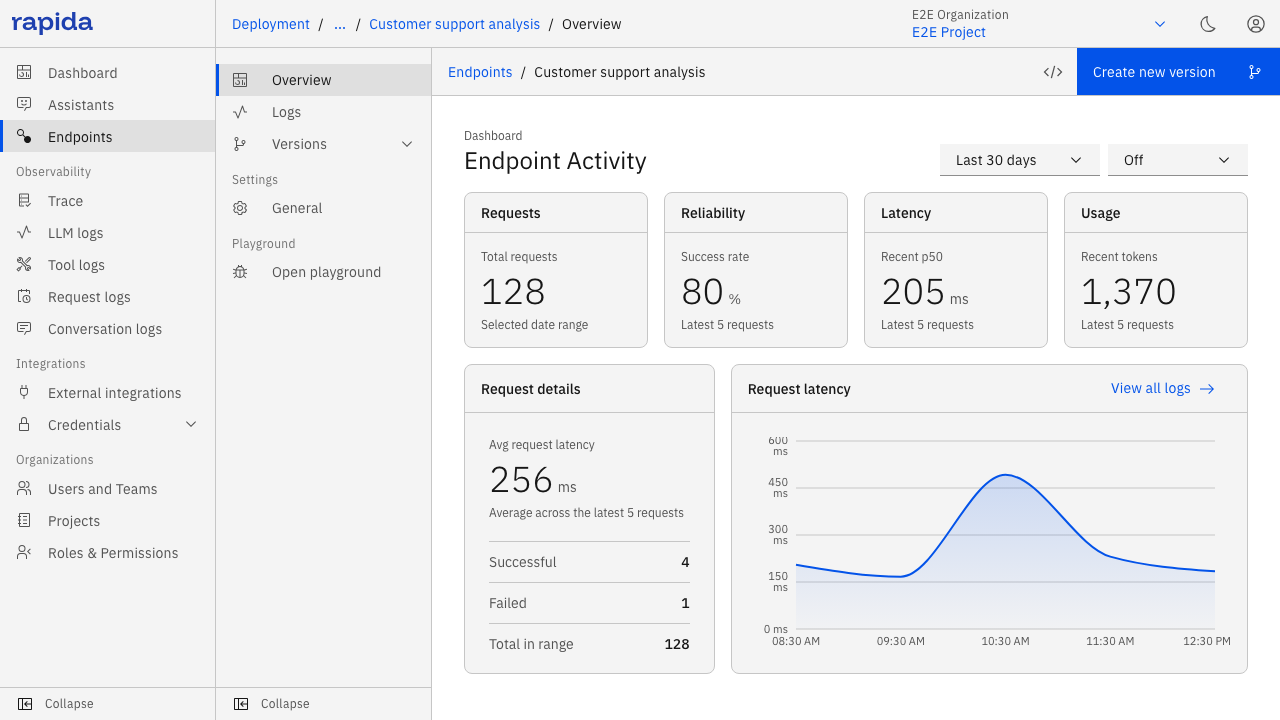 rapida
Deployment / ... / Customer support analysis / Overview
E2E Organization
E2E Project
Dashboard
Assistants
Endpoints
Observability
Trace
LLM logs
Tool logs
Request logs
Conversation logs
Integrations
External integrations
Credentials
Organizations
Users and Teams
Projects
Roles & Permissions
Collapse
Overview
Logs
Versions
Settings
General
Playground
Open playground
Collapse
Endpoints / Customer support analysis
Create new version
Dashboard
Endpoint Activity
Last 30 days
Off
Requests
Total requests
128
Selected date range
Reliability
Success rate
80 %
Latest 5 requests
Latency
Recent p50
205 ms
Latest 5 requests
Usage
Recent tokens
1,370
Latest 5 requests
Request details
Avg request latency
256 ms
Average across the latest 5 requests
Successful 4
Failed 1
Total in range 128
Request latency
View all logs
600
ms
450
ms
300
ms
150
ms
0 ms
08:30 AM 09:30 AM 10:30 AM 11:30 AM 12:30 PM